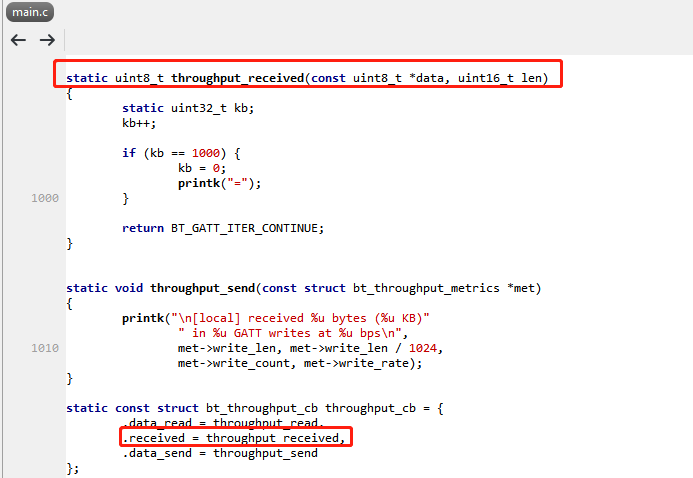 main.c
static uint8_t throughput_received(const uint8_t *data, uint16_t len)
{
static uint32_t kb;
kb++;
if (kb == 1000) {
kb = 0;
printk("=");
1000 }
return BT_GATT_ITER_CONTINUE;
}
static void throughput_send(const struct bt_throughput_metrics *met)
{
printk("\n[local] received %u bytes (%u KB)"
" in %u GATT writes at %u bps\n",
1010 met->write_len, met->write_len / 1024,
met->write_count, met->write_rate);
}
static const struct bt_throughput_cb throughput_cb = {
.data_read = throughput_read,
.received = throughput_received,
.data_send = throughput_send
};